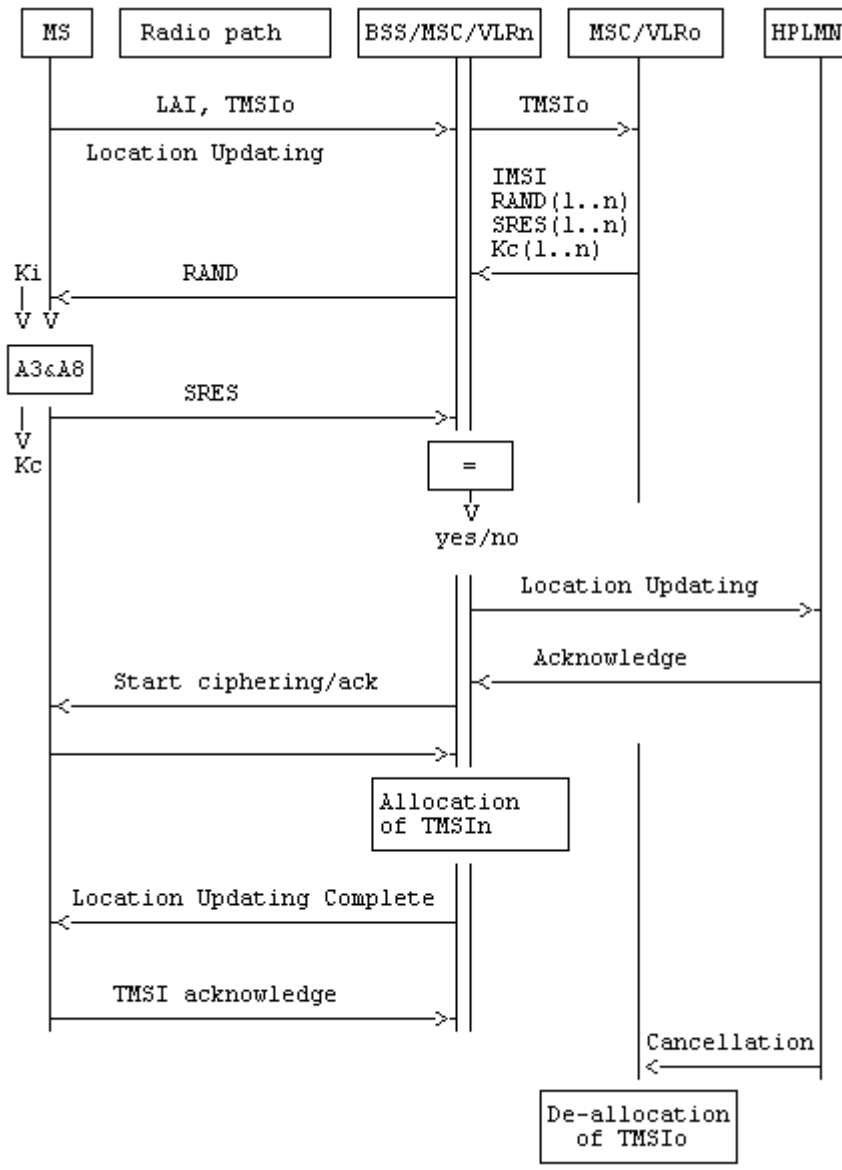 MS
Radio path
BSS/MSC/VLRn
MSC/VLRo
HPLMN
LAI, TMSIo
TMSIo
Location Updating
IMSI
RAND(1..n)
SRES(1..n)
Kc(1..n)
Ki
RAND
V V
A3&A8
SRES
V
Kc
=
V
yes/no
Location Updating
Acknowledge
Start ciphering/ack
Allocation
of TMSIn
Location Updating Complete
TMSI acknowledge
Cancellation
De-allocation
of TMSIo